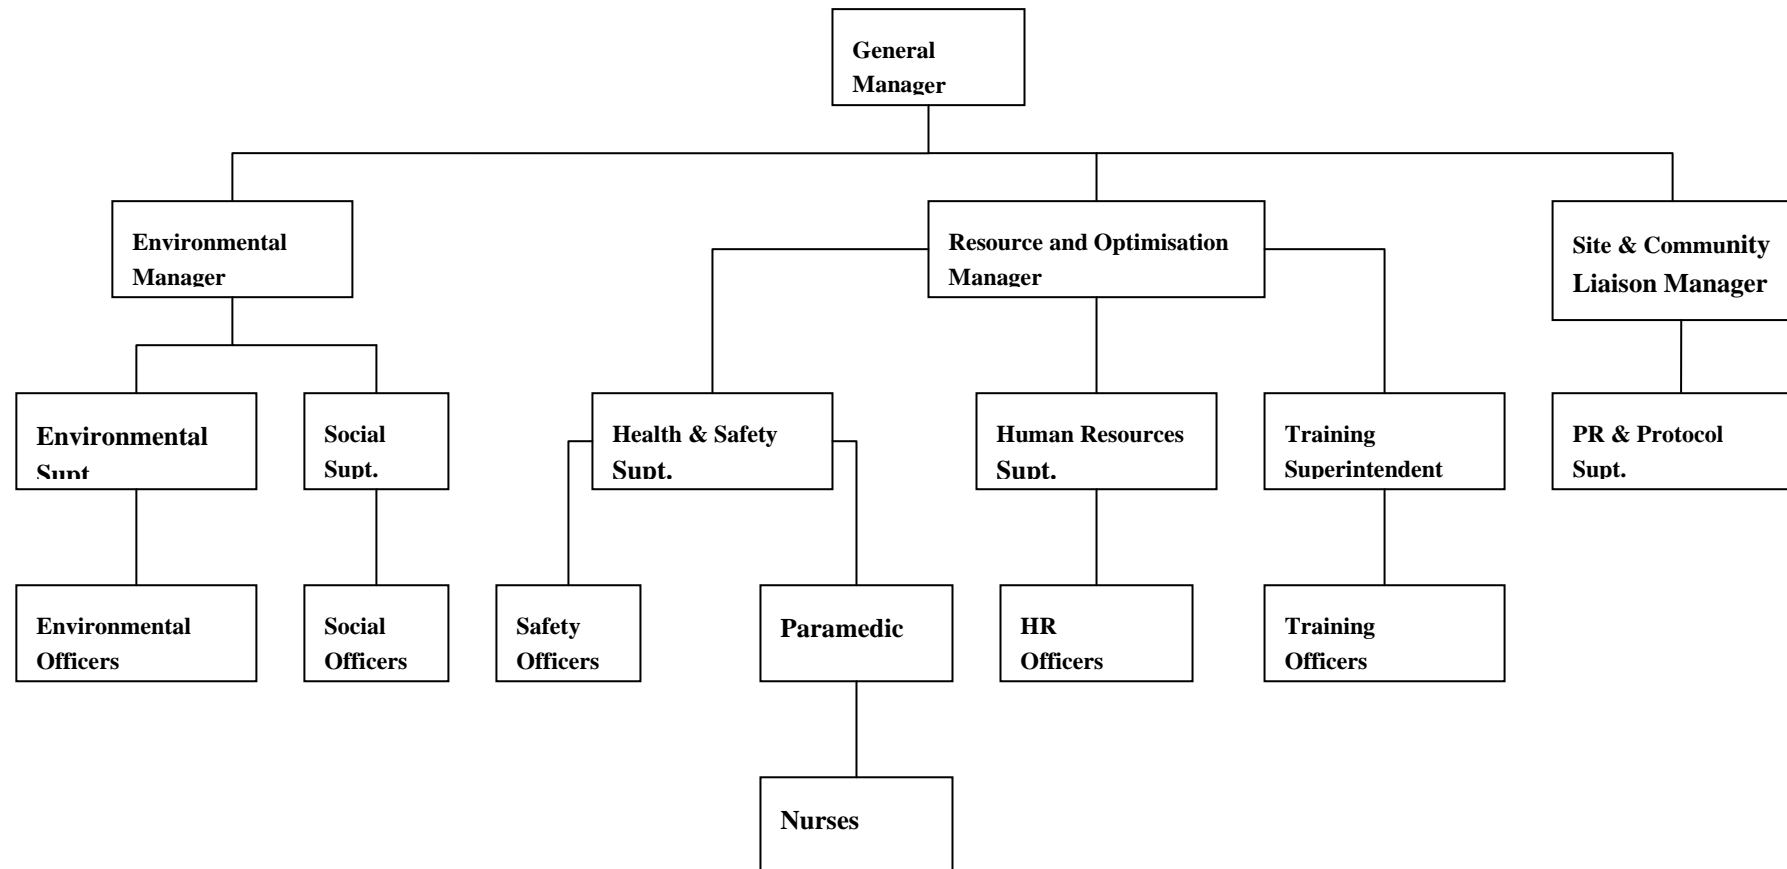 General
Manager
Environmental
Manager
Resource and Optimisation
Manager
Site & Community
Liaison Manager
Environmental
Supt.
Social
Supt.
Health & Safety
Supt.
Human Resources
Supt.
Training
Superintendent
PR & Protocol
Supt.
Environmental
Officers
Social
Officers
Safety
Officers
Paramedic
HR
Officers
Training
Officers
Nurses